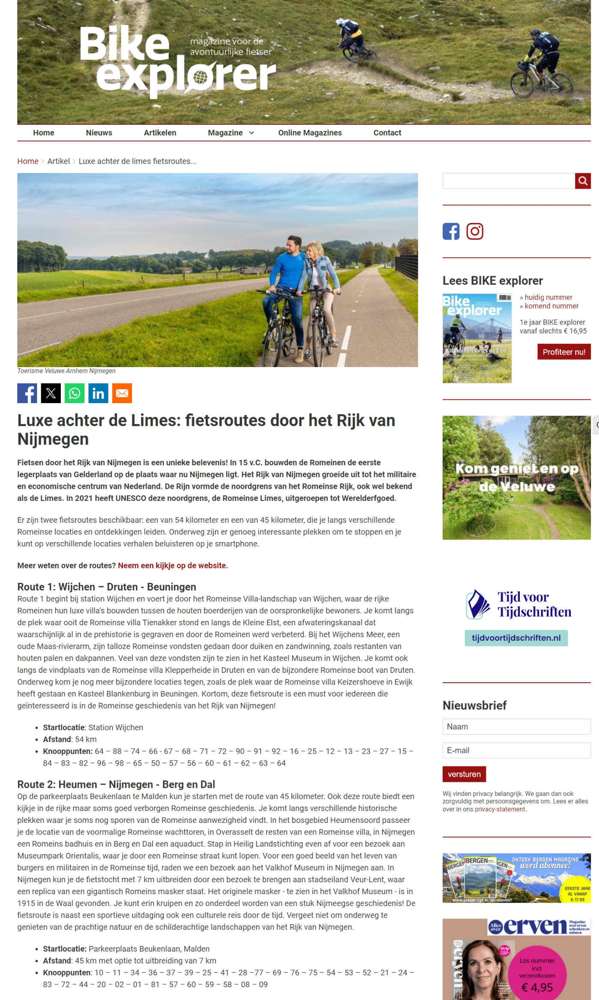 Bike
explorer
magazine voor de
avontuurlijke fietser
Home Nieuws Artikelen Magazine Online Magazines Contact
Home > Artikel > Luxe achter de limes fietsroutes...
Toerisme Veluwe Arnhem Nijmegen
Luxe achter de Limes: fietsroutes door het Rijk van
Nijmegen
Fietsen door het Rijk van Nijmegen is een unieke belevenis! In 15 v.C. bouwden de Romeinen de eerste
legerplaats van Gelderland op de plaats waar nu Nijmegen ligt. Het Rijk van Nijmegen groeide uit tot het militaire
en economische centrum van Nederland. De Rijn vormde de noordgrens van het Romeinse Rijk, ook wel bekend
als de Limes. In 2021 heeft UNESCO deze noordgrens, de Romeinse Limes, uitgeroepen tot Werelderfgoed.
Er zijn twee fietsroutes beschikbaar: een van 54 kilometer en een van 45 kilometer, die je langs verschillende
Romeinse locaties en ontdekkingen leiden. Onderweg zijn er genoeg interessante plekken om te stoppen en je
kunt op verschillende locaties verhalen beluisteren op je smartphone.
Meer weten over de routes? Neem een kijkje op de website.
Route 1: Wijchen – Druten - Beuningen
Route 1 begint bij station Wijchen en voert je door het Romeinse Villa-landschap van Wijchen, waar de rijke
Romeinen hun luxe villa's bouwden tussen de houten boerderijen van de oorspronkelijke bewoners. Je komt langs
de plek waar ooit de Romeinse villa Tienakker stond en langs de Kleine Elst, een afwateringskanaal dat
waarschijnlijk al in de prehistorie is gegraven en door de Romeinen werd verbeterd. Bij het Wijchens Meer, een
oude Maas-rivierarm, zijn talloze Romeinse vondsten gedaan door duiken en zandwinning, zoals restanten van
houten palen en dakpannen. Veel van deze vondsten zijn te zien in het Kasteel Museum in Wijchen. Je komt ook
langs de vindplaats van de Romeinse villa Klepperheide in Druten en van de bijzondere Romeinse boot van Druten.
Onderweg kom je nog meer bijzondere locaties tegen, zoals de plek waar de Romeinse villa Keizershoeve in Ewijk
heeft gestaan en Kasteel Blankenburg in Beuningen. Kortom, deze fietsroute is een must voor iedereen die
geïnteresseerd is in de Romeinse geschiedenis van het Rijk van Nijmegen!
• Startlocatie: Station Wijchen
• Afstand: 54 km
• Knooppunten: 64 – 88 – 74 – 66 - 67 – 68 – 71 – 72 – 90 – 91 – 92 – 16 – 25 – 12 – 13 – 23 – 27 – 15 –
84 – 83 – 82 – 96 – 98 – 65 – 50 – 57 – 56 – 60 – 61 – 62 – 63 – 64
Route 2: Heumen – Nijmegen - Berg en Dal
Op de parkeerplaats Beukenlaan te Malden kun je starten met de route van 45 kilometer. Ook deze route biedt een
kijkje in de rijke maar soms goed verborgen Romeinse geschiedenis. Je komt langs verschillende historische
plekken waar je soms nog sporen van de Romeinse aanwezigheid vindt. In het bosgebied Heumensoord passeer
je de locatie van de voormalige Romeinse wachttoren, in Overasselt de resten van een Romeinse villa, in Nijmegen
een Romeins badhuis en in Berg en Dal een aquaduct. Stap in Heilig Landstichting even af voor een bezoek aan
Museumpark Orientalis, waar je door een Romeinse straat kunt lopen. Voor een goed beeld van het leven van
burgers en militairen in de Romeinse tijd, raden we een bezoek aan het Valkhof Museum in Nijmegen aan. In
Nijmegen kun je de fietstocht met 7 km uitbreiden door een bezoek te brengen aan stadseiland Veur-Lent, waar
een replica van een gigantisch Romeins masker staat. Het originele masker - te zien in het Valkhof Museum - is in
1915 in de Waal gevonden. Je kunt erin kruipen en zo onderdeel worden van een stuk Nijmeegse geschiedenis! De
fietsroute is naast een sportieve uitdaging ook een culturele reis door de tijd. Vergeet niet om onderweg te
genieten van de prachtige natuur en de schilderachtige landschappen van het Rijk van Nijmegen.
• Startlocatie: Parkeerplaats Beukenlaan, Malden
• Afstand: 45 km met optie tot uitbreiding van 7 km
• Knooppunten: 10 – 11 – 34 – 36 – 37 – 39 – 25 – 41 – 28 –77 – 69 – 76 – 75 – 54 – 53 – 52 – 21 – 24 –
83 – 72 – 44 – 20 – 02 – 01 – 81 – 57 – 60 – 59 – 58 – 08 – 09
Lees BIKE explorer
Bike
explorer
Citytouren langs de Elbe
» huidig nummer
» komend nummer
1e jaar BIKE explorer
vanaf slechts € 16,95
Profiteer nu!
Kom genieten op
de Veluwe
Tijd voor
Tijdschriften
tijdvoortijdschriften.nl
Nieuwsbrief
Naam
E-mail
versturen
Wij vinden privacy belangrijk. We gaan dan ook
zorgvuldig met persoonsgegevens om. Lees er alles
over in ons privacy-statement.
BERGEN
ONTDEK BERGEN MAGAZINE
word abonnee!
EERSTE JAAR
AL VANAF
€ 17.95
WWW.BERGWIJZER.NL/ABONNEMENT
Alles
over
erven
Magazine
over erven
schenken en
nalaten
Help
Los nummer
incl.
verzendkosten
€ 4,95